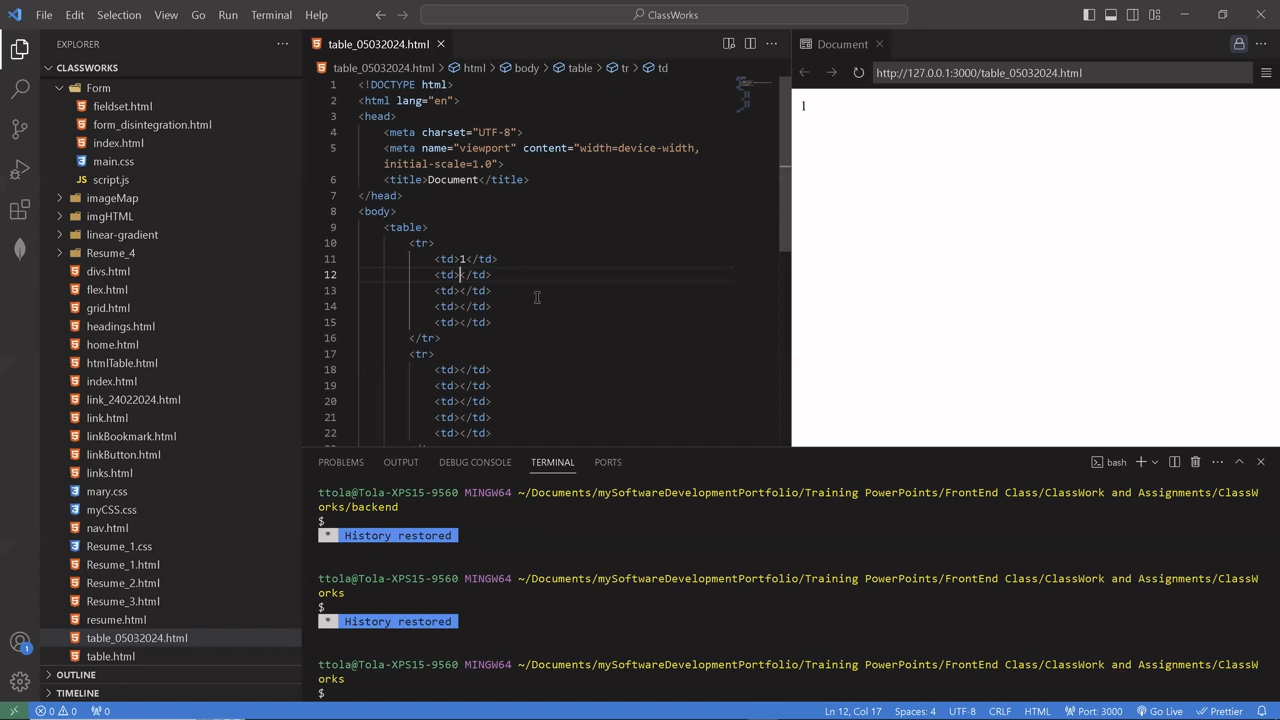 File Edit Selection View Go Run Terminal Help
ClassWorks
EXPLORER
CLASSWORKS
Form
fieldset.html
form_disintegration.html
index.html
main.css
script.js
imageMap
imgHTML
linear-gradient
Resume_4
divs.html
flex.html
grid.html
headings.html
home.html
htmlTable.html
index.html
link_24022024.html
link.html
linkBookmark.html
linkButton.html
links.html
mary.css
myCSS.css
nav.html
Resume_1.css
Resume_1.html
Resume_2.html
Resume_3.html
resume.html
table_05032024.html
table.html
OUTLINE
TIMELINE
table_05032024.html
table_05032024.html > html > body > table > tr > td
1 <!DOCTYPE html>
2 <html lang="en">
3 <head>
4 <meta charset="UTF-8">
5 <meta name="viewport" content="width=device-width,
initial-scale=1.0">
6 <title>Document</title>
7 </head>
8 <body>
9 <table>
10 <tr>
11 <td>1</td>
12 <td></td>
13 <td></td>
14 <td></td>
15 <td></td>
16 </tr>
17 <tr>
18 <td></td>
19 <td></td>
20 <td></td>
21 <td></td>
22 <td></td>
Document
http://127.0.0.1:3000/table_05032024.html
1
PROBLEMS OUTPUT DEBUG CONSOLE TERMINAL PORTS
bash
ttola@Tola-XPS15-9560 MINGW64 ~/Documents/mySoftwareDevelopmentPortfolio/Training PowerPoints/FrontEnd Class/ClassWork and Assignments/ClassW
orks/backend
$
* History restored
ttola@Tola-XPS15-9560 MINGW64 ~/Documents/mySoftwareDevelopmentPortfolio/Training PowerPoints/FrontEnd Class/ClassWork and Assignments/ClassW
orks
$
* History restored
ttola@Tola-XPS15-9560 MINGW64 ~/Documents/mySoftwareDevelopmentPortfolio/Training PowerPoints/FrontEnd Class/ClassWork and Assignments/ClassW
orks
$
1
0 0 0 Ln 12, Col 17 Spaces: 4 UTF-8 CRLF HTML Port: 3000 Go Live Prettier